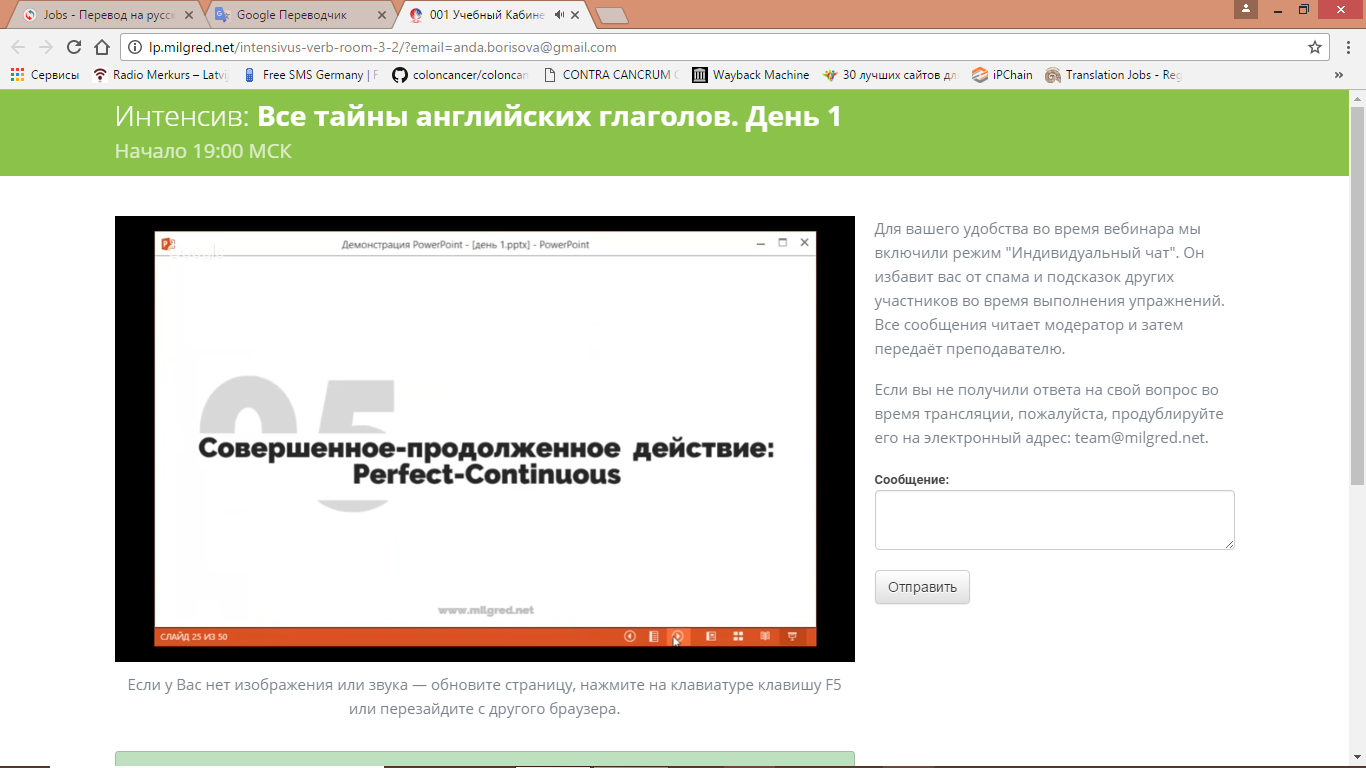 Jobs - Перевод на русск
Google Переводчик
001 Учебный Кабине
lp.milgred.net/intensivus-verb-room-3-2/?email=anda.borisova@gmail.com
Сервисы
Radio Merkurs – Latvij
Free SMS Germany | F
coloncancer/coloncan
CONTRA CANCRUM C
Wayback Machine
30 лучших сайтов дл
iPChain
Translation Jobs - Reg
»
Интенсив: Все тайны английских глаголов. День 1
Начало 19:00 МСК
Демонстрация PowerPoint - [день 1.pptx] - PowerPoint
05
Совершенное-продолженное действие:
Perfect-Continuous
www.milgred.net
СЛАЙД 25 ИЗ 50
Если у Вас нет изображения или звука — обновите страницу, нажмите на клавиатуре клавишу F5
или перезайдите с другого браузера.
Для вашего удобства во время вебинара мы
включили режим "Индивидуальный чат". Он
избавит вас от спама и подсказок других
участников во время выполнения упражнений.
Все сообщения читает модератор и затем
передаёт преподавателю.
Если вы не получили ответа на свой вопрос во
время трансляции, пожалуйста, продублируйте
его на электронный адрес: team@milgred.net.
Сообщение:
Отправить